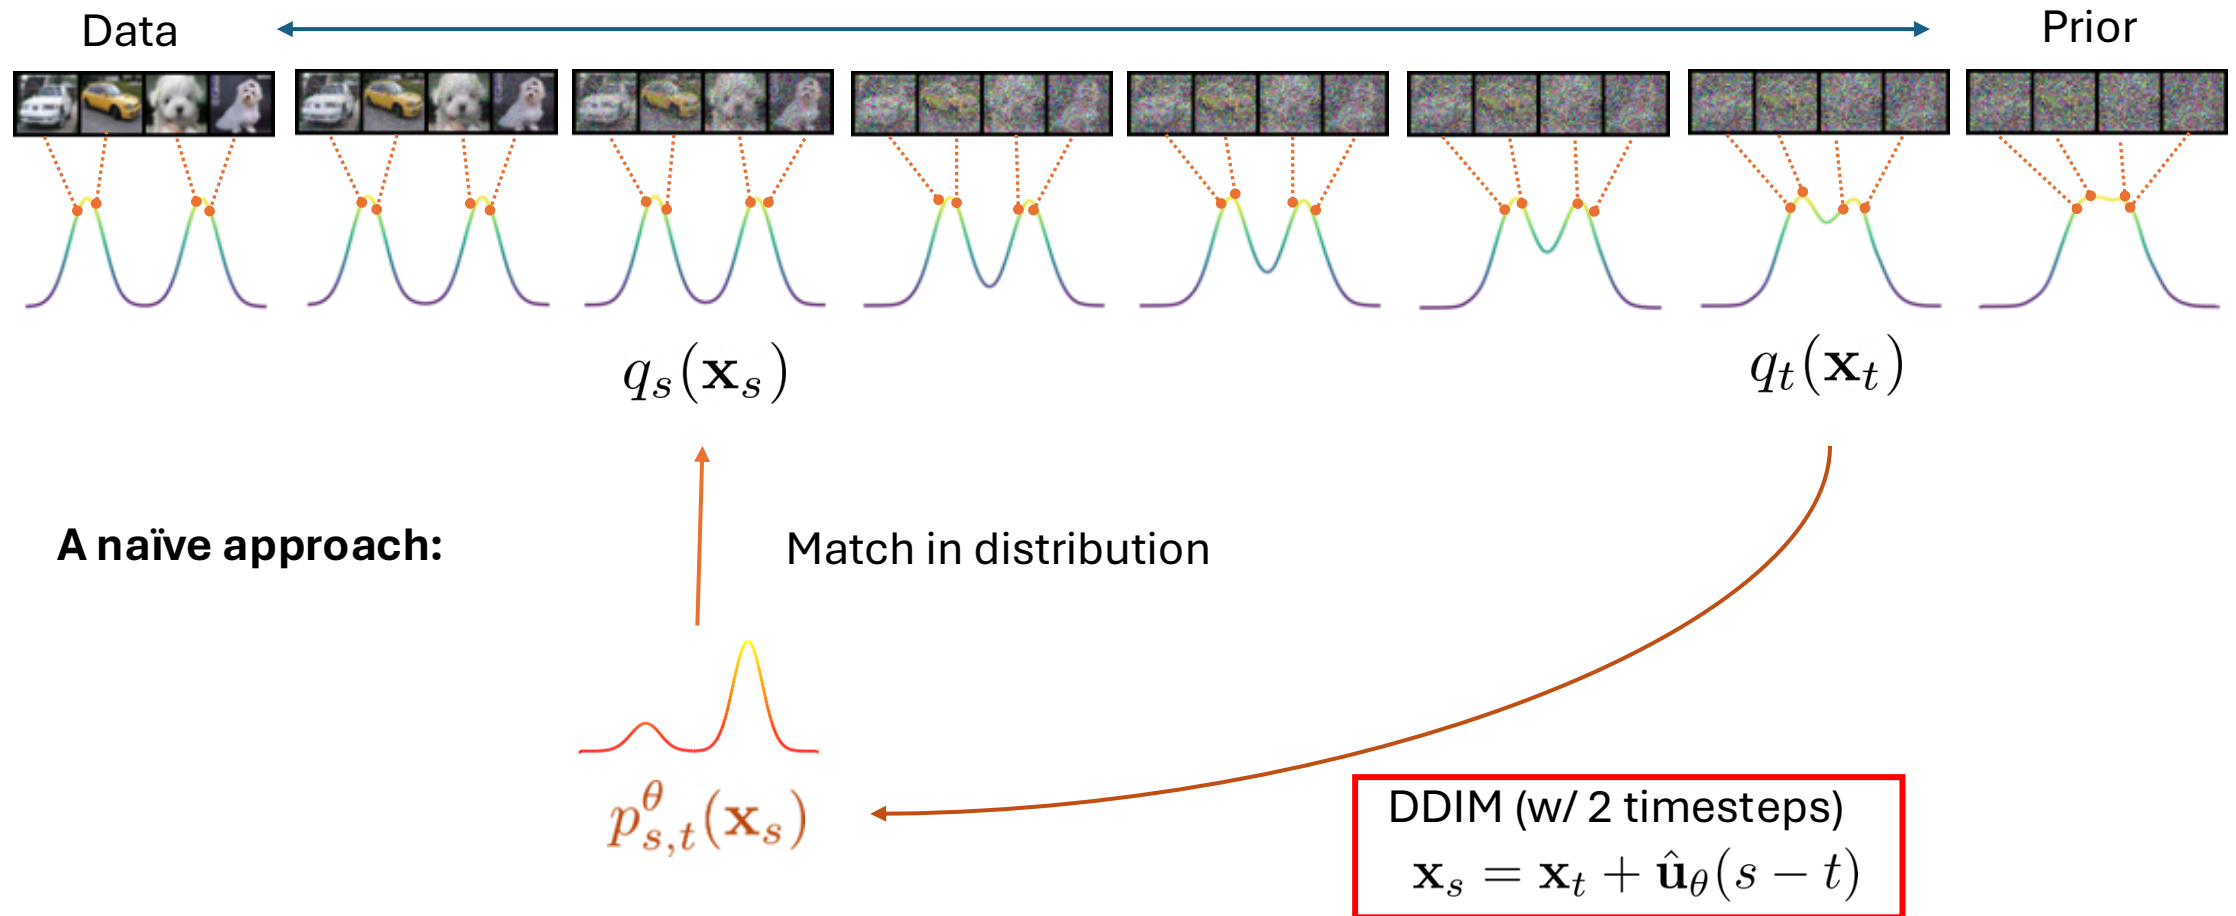 Data
Prior
q_s(x_s)
q_t(x_t)
A naïve approach:
Match in distribution
p^θ_{s,t}(x_s)
DDIM (w/ 2 timesteps)
x_s = x_t + û_θ(s − t)